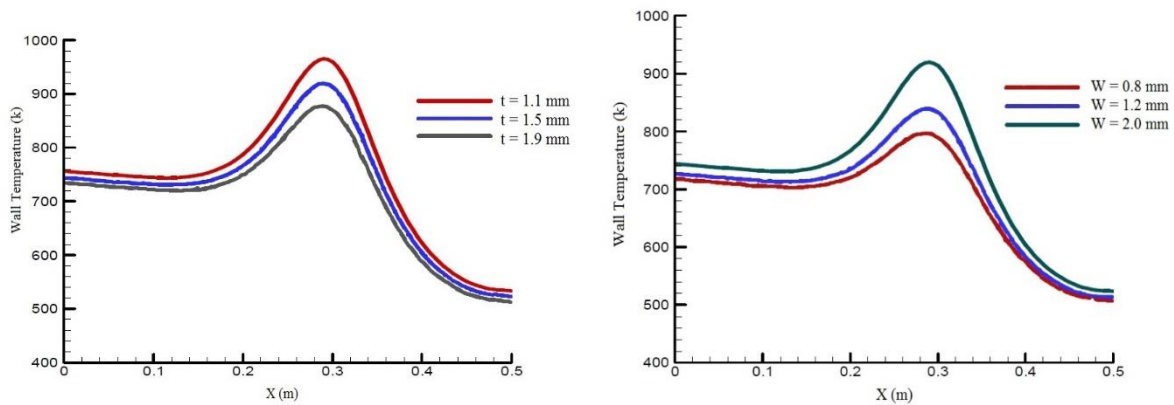 1000
900
800
700
600
500
400
Wall Temperature (k)
0
0.1
0.2
0.3
0.4
0.5
X (m)
t = 1.1 mm
t = 1.5 mm
t = 1.9 mm
1000
900
800
700
600
500
400
Wall Temperature (k)
0
0.1
0.2
0.3
0.4
0.5
X (m)
W = 0.8 mm
W = 1.2 mm
W = 2.0 mm